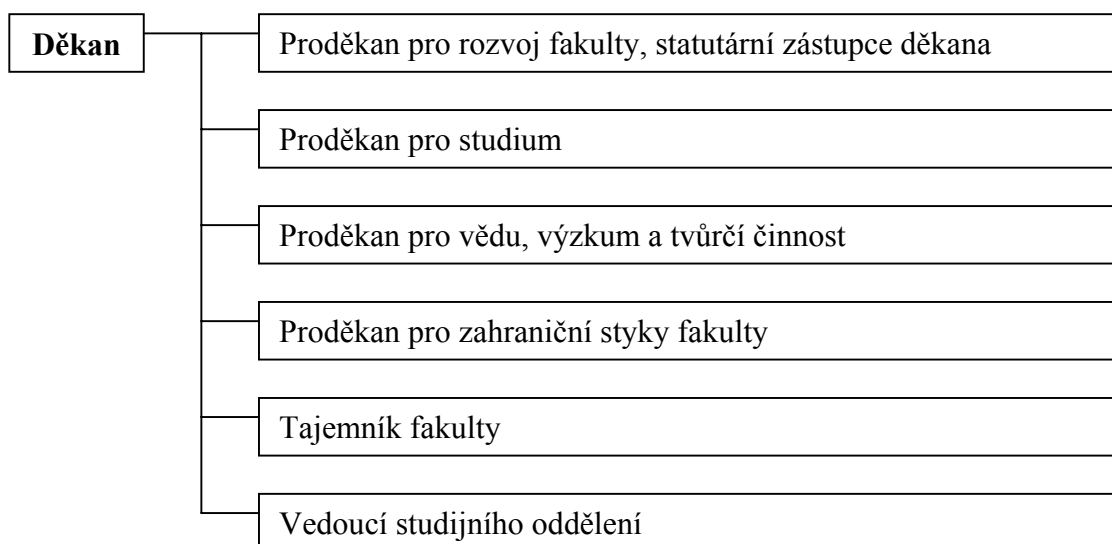 Děkan
Proděkan pro rozvoj fakulty, statutární zástupce děkana
Proděkan pro studium
Proděkan pro vědu, výzkum a tvůrčí činnost
Proděkan pro zahraniční styky fakulty
Tajemník fakulty
Vedoucí studijního oddělení